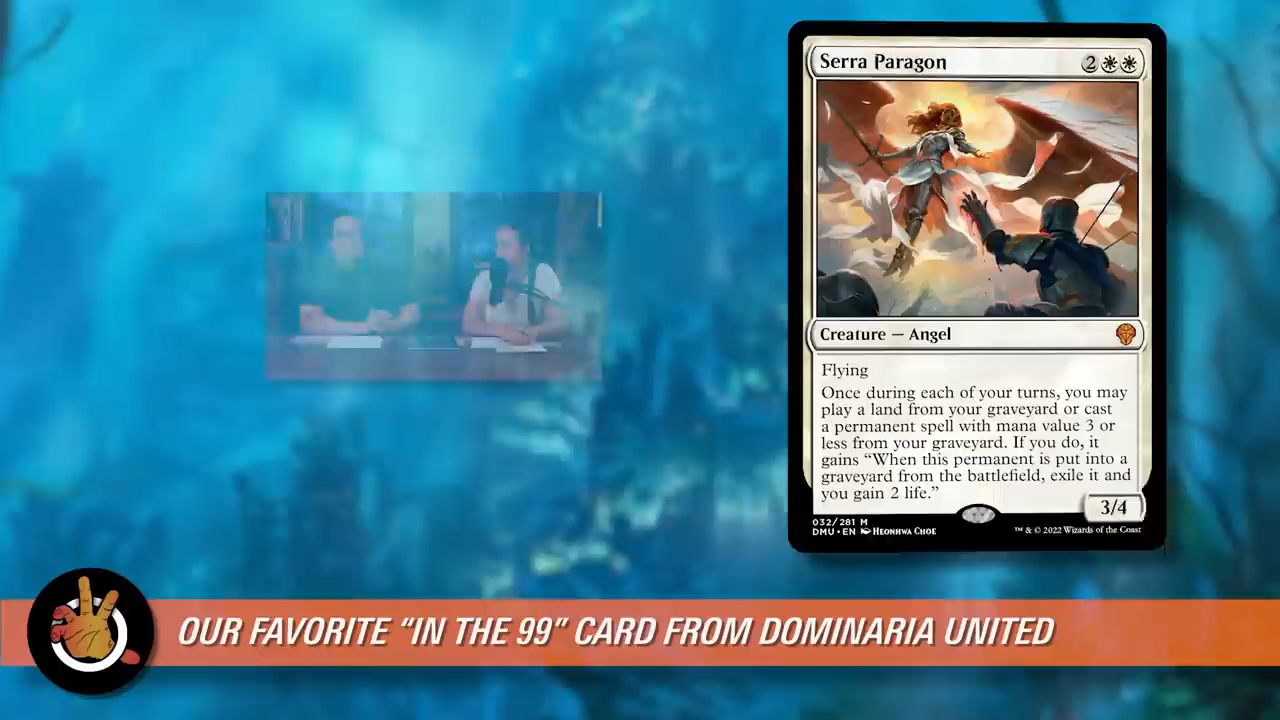 Serra Paragon
2
Creature — Angel
Flying
Once during each of your turns, you may
play a land from your graveyard or cast
a permanent spell with mana value 3 or
less from your graveyard. If you do, it
gains “When this permanent is put into a
graveyard from the battlefield, exile it and
you gain 2 life.”
3/4
032/281 M
DMU • EN Heonhwa Choe
™ & © 2022 Wizards of the Coast
OUR FAVORITE “IN THE 99” CARD FROM DOMINARIA UNITED